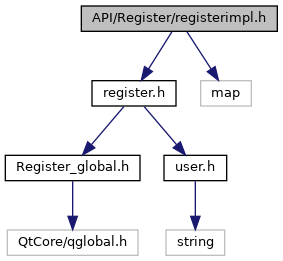 API/Register/registerimpl.h
register.h
map
Register_global.h
user.h
QtCore/qglobal.h
string